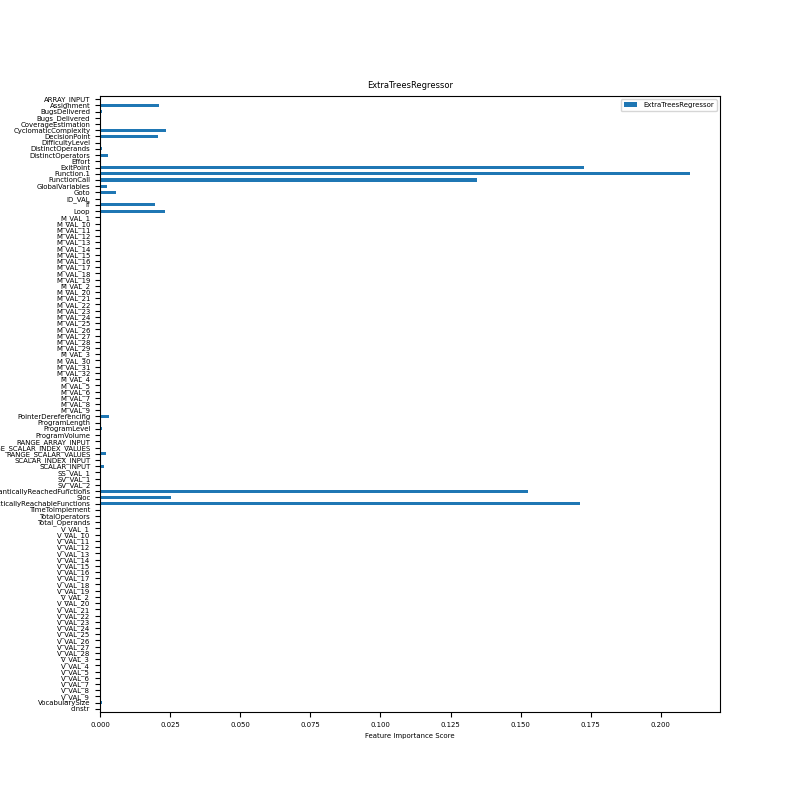 ExtraTreesRegressor
ExtraTreesRegressor
ARRAY_INPUT
Assignment
BugsDelivered
Bugs_Delivered
CoverageEstimation
CyclomaticComplexity
DecisionPoint
DifficultyLevel
DistinctOperands
DistinctOperators
Effort
ExitPoint
Function.1
FunctionCall
GlobalVariables
Goto
ID_VAL
If
Loop
M_VAL_1
M_VAL_10
M_VAL_11
M_VAL_12
M_VAL_13
M_VAL_14
M_VAL_15
M_VAL_16
M_VAL_17
M_VAL_18
M_VAL_19
M_VAL_2
M_VAL_20
M_VAL_21
M_VAL_22
M_VAL_23
M_VAL_24
M_VAL_25
M_VAL_26
M_VAL_27
M_VAL_28
M_VAL_29
M_VAL_3
M_VAL_30
M_VAL_31
M_VAL_32
M_VAL_4
M_VAL_5
M_VAL_6
M_VAL_7
M_VAL_8
M_VAL_9
PointerDereferencing
ProgramLength
ProgramLevel
ProgramVolume
RANGE_ARRAY_INPUT
E_SCALAR_INDEX_VALUES
RANGE_SCALAR_VALUES
SCALAR_INDEX_INPUT
SCALAR_INPUT
SS_VAL_1
SV_VAL_1
SV_VAL_2
anticallyReachedFunctions
Sloc
ticallyReachableFunctions
TimeToImplement
TotalOperators
Total_Operands
V_VAL_1
V_VAL_10
V_VAL_11
V_VAL_12
V_VAL_13
V_VAL_14
V_VAL_15
V_VAL_16
V_VAL_17
V_VAL_18
V_VAL_19
V_VAL_2
V_VAL_20
V_VAL_21
V_VAL_22
V_VAL_23
V_VAL_24
V_VAL_25
V_VAL_26
V_VAL_27
V_VAL_28
V_VAL_3
V_VAL_4
V_VAL_5
V_VAL_6
V_VAL_7
V_VAL_8
V_VAL_9
VocabularySize
cinstr
0.000 0.025 0.050 0.075 0.100 0.125 0.150 0.175 0.200
Feature Importance Score